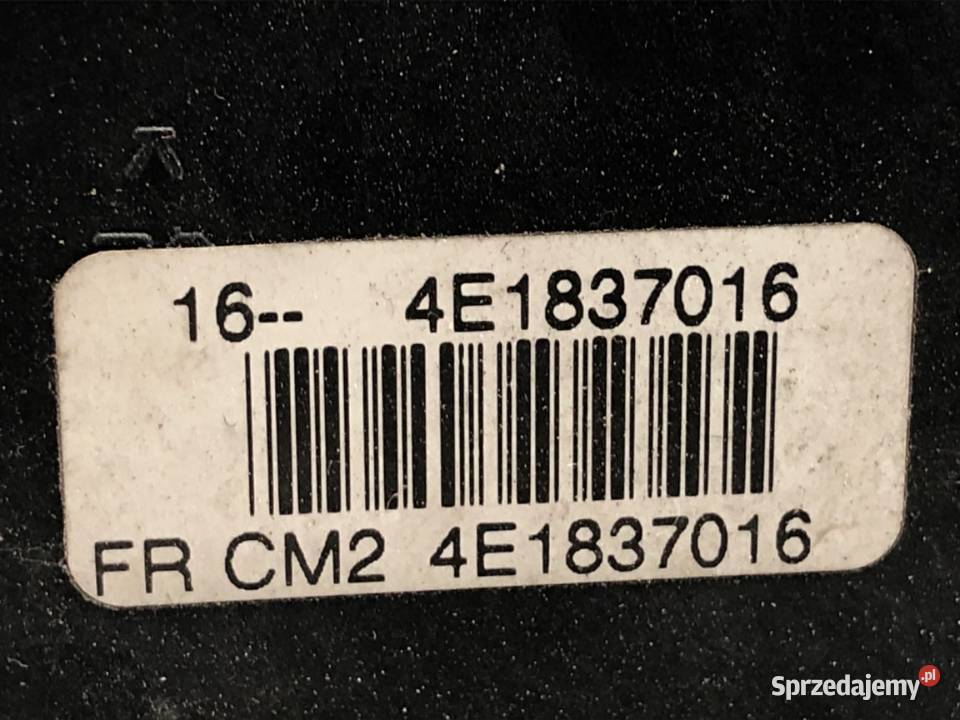 16-- 4E1837016
FR CM2 4E1837016
Sprzedajemy.pl